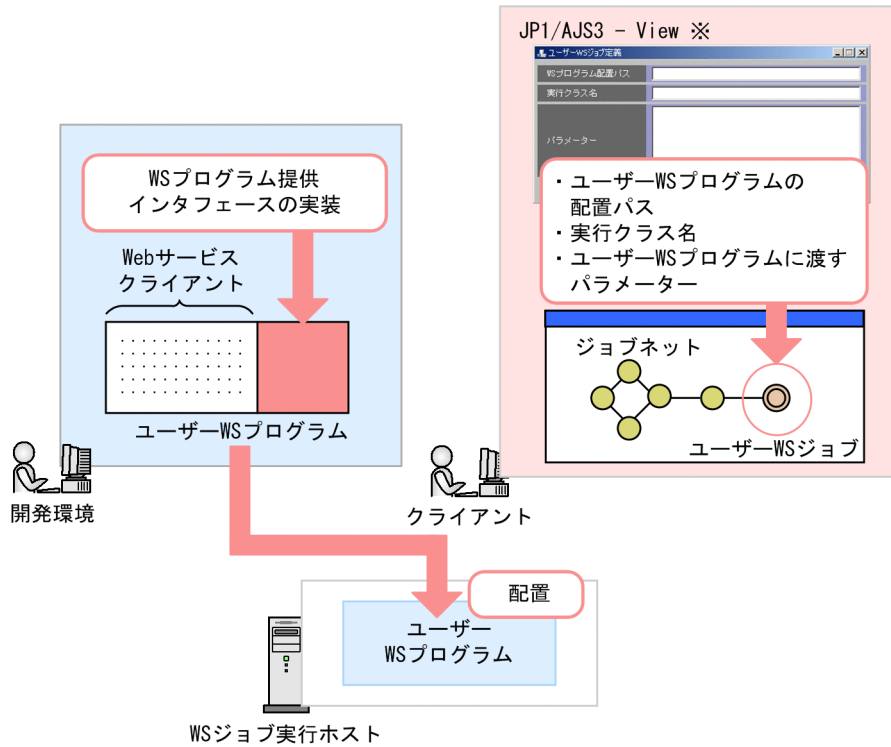 JP1/AJS3 - View ※
ユーザーWSジョブ定義
WSプログラム配置パス
実行クラス名
パラメーター
・ユーザーWSプログラムの
配置パス
・実行クラス名
・ユーザーWSプログラムに渡す
パラメーター
ジョブネット
ユーザーWSジョブ
クライアント
WSプログラム提供
インタフェースの実装
Webサービス
クライアント
ユーザーWSプログラム
開発環境
配置
ユーザー
WSプログラム
WSジョブ実行ホスト